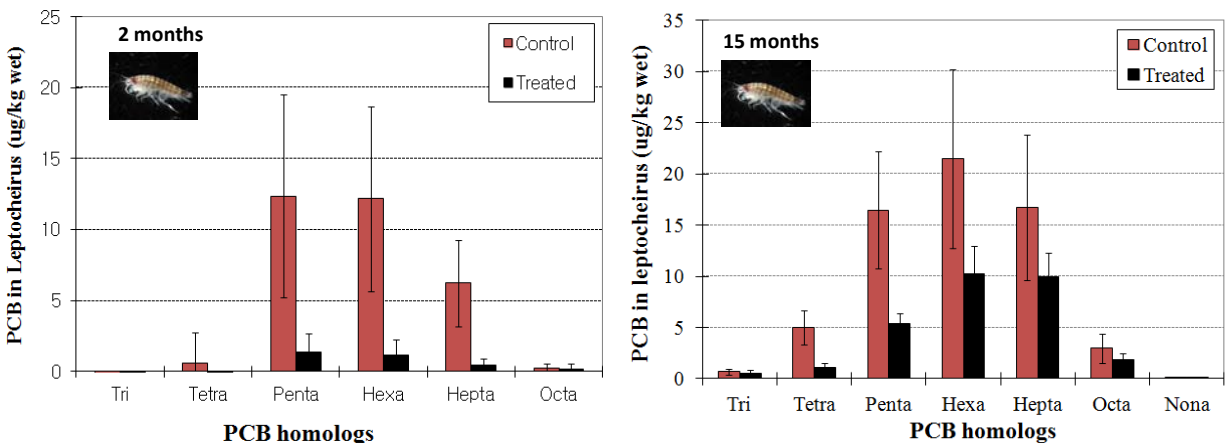 2 months
Control
Treated
PCB in Leptocheirus (ug/kg wet)
25
20
15
10
5
0
Tri Tetra Penta Hexa Hepta Octa
PCB homologs
15 months
Control
Treated
PCB in leptocheirus (ug/kg wet)
35
30
25
20
15
10
5
0
Tri Tetra Penta Hexa Hepta Octa Nona
PCB homologs